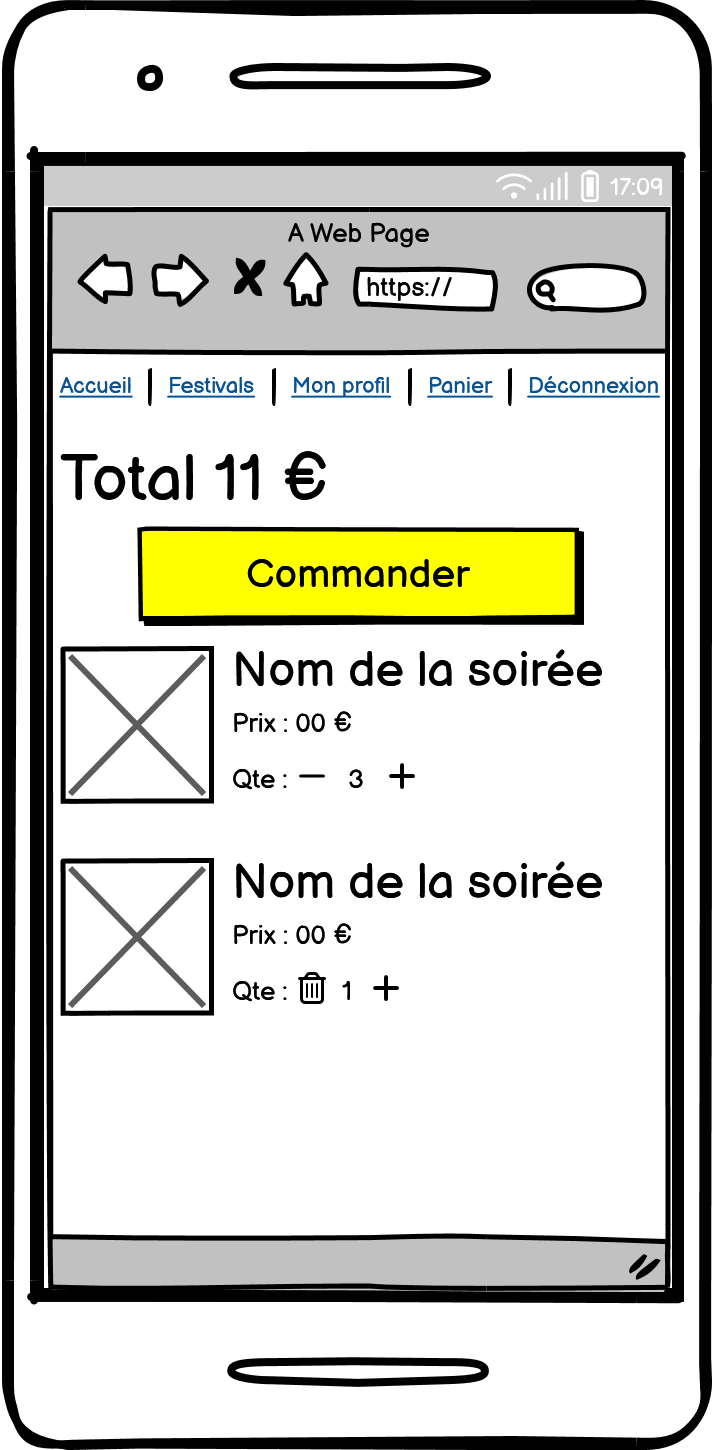 17:09
A Web Page
https://
Accueil Festivals Mon profil Panier Déconnexion
Total 11 €
Commander
Nom de la soirée
Prix : 00 €
Qte : − 3 +
Nom de la soirée
Prix : 00 €
Qte : 1 +